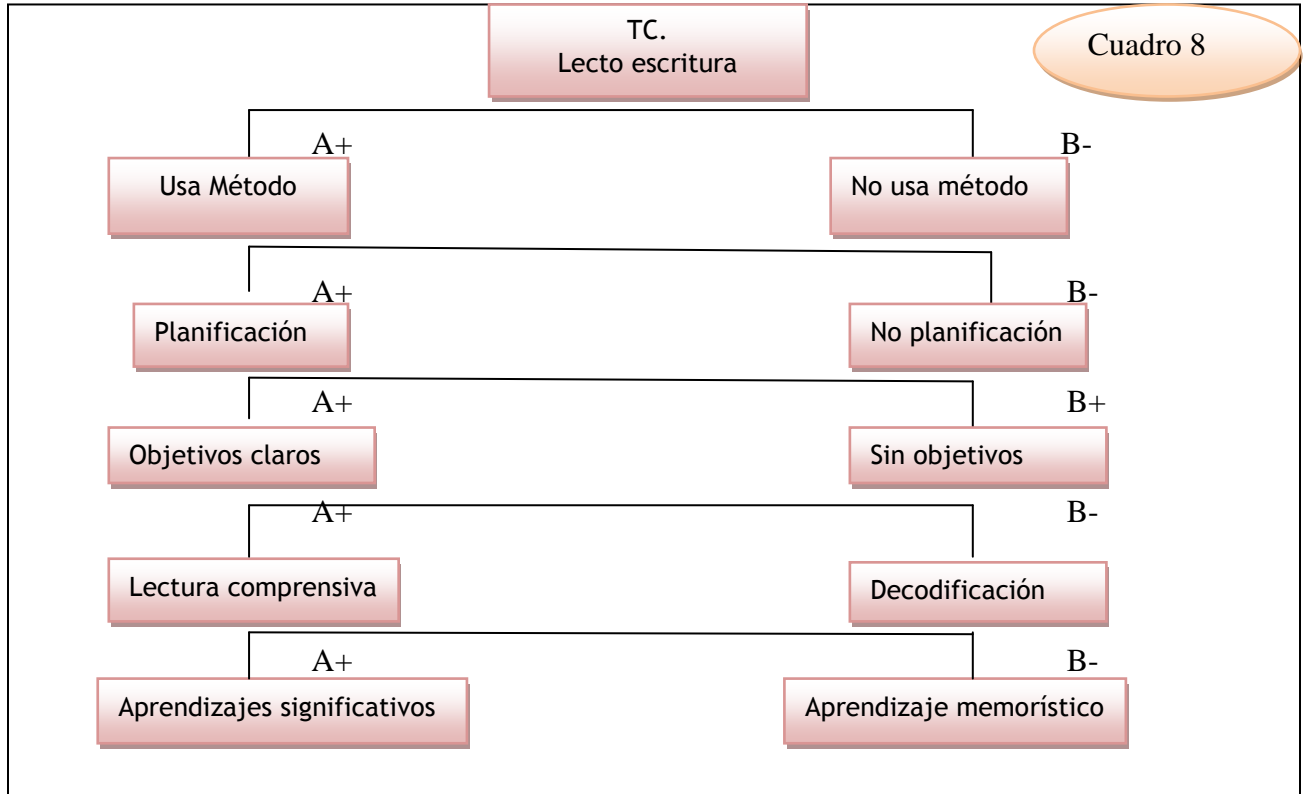 TC.
Lecto escritura
Cuadro 8
A+
B-
Usa Método
No usa método
A+
B-
Planificación
No planificación
A+
B+
Objetivos claros
Sin objetivos
A+
B-
Lectura comprensiva
Decodificación
A+
B-
Aprendizajes significativos
Aprendizaje memorístico